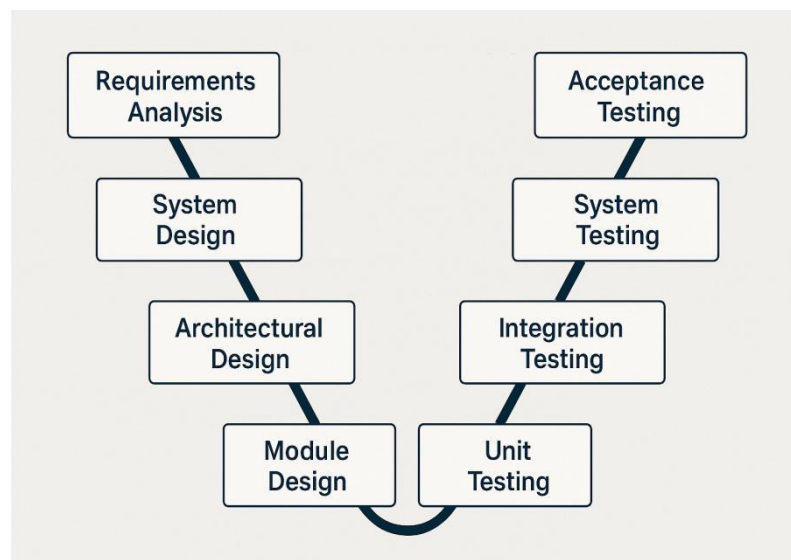 Requirements
Analysis
System
Design
Architectural
Design
Module
Design
Unit
Testing
Integration
Testing
System
Testing
Acceptance
Testing